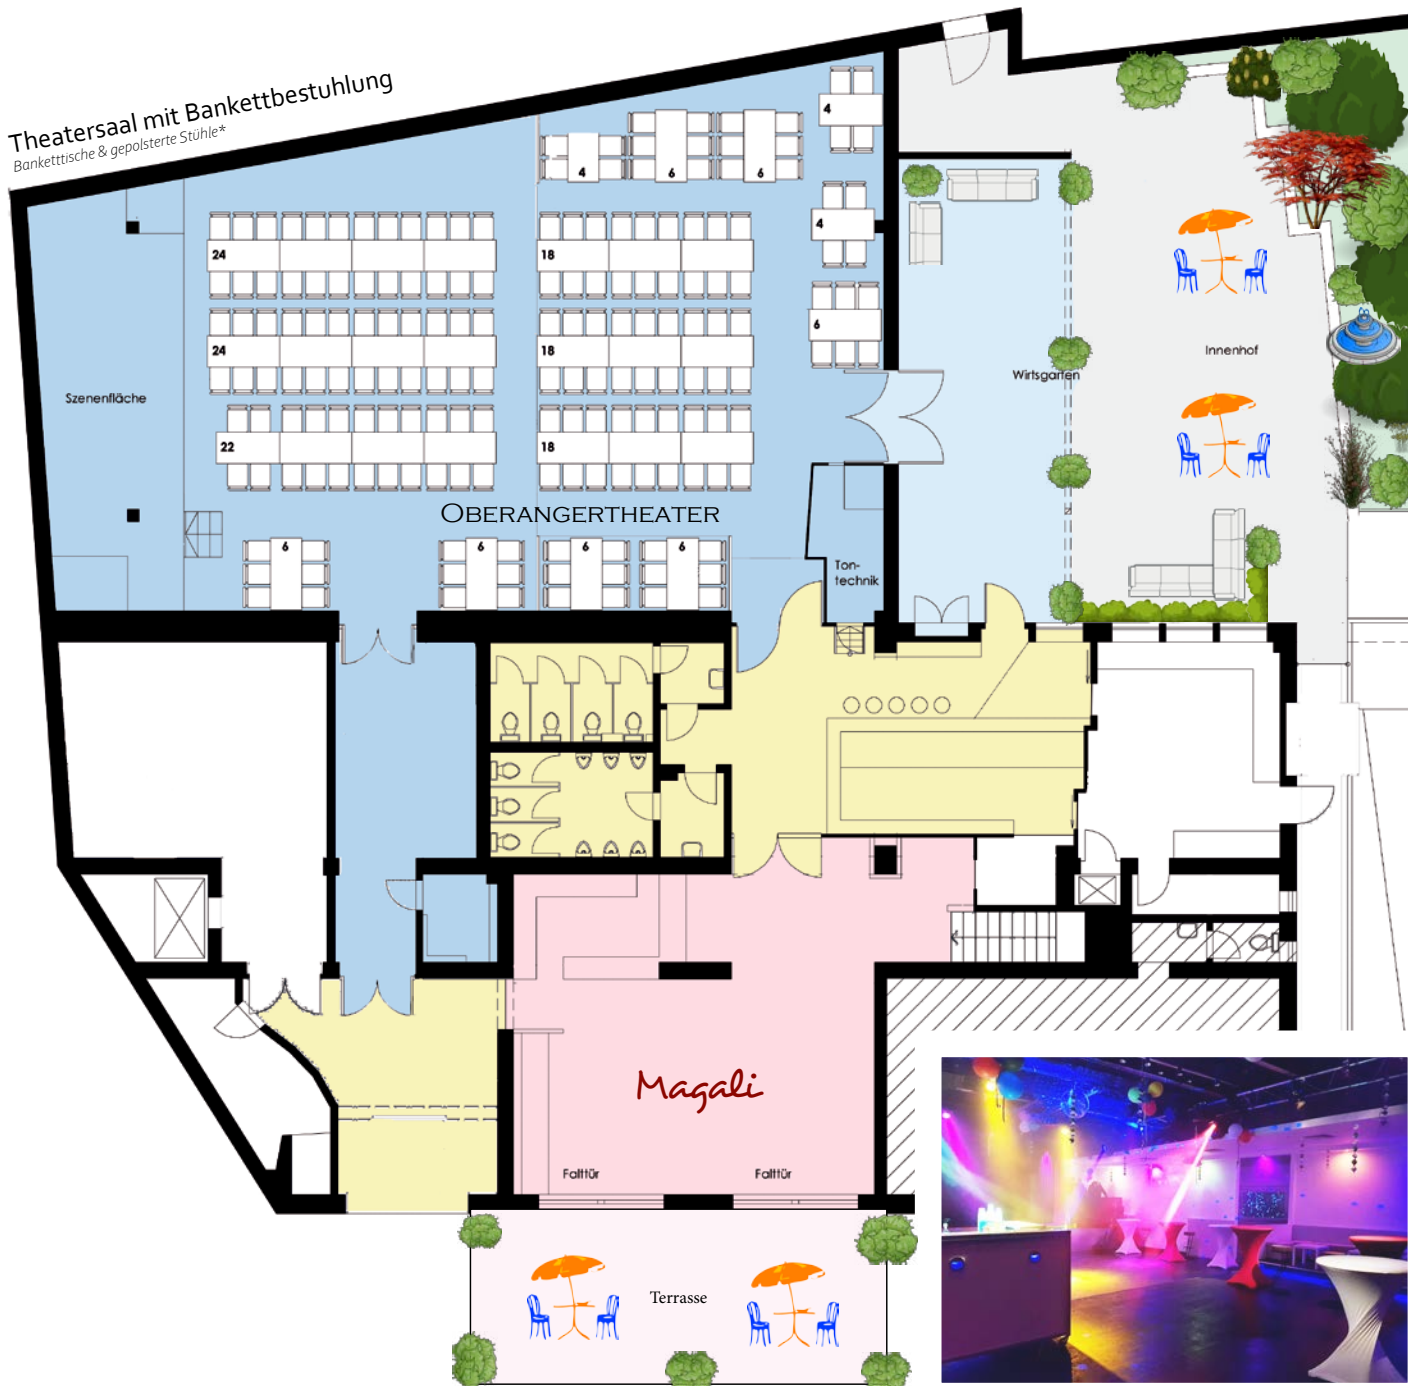 Theatersaal mit Bankettbestuhlung
Banketttische & gepolsterte Stühle*
4
4
6
6
4
24
18
6
24
18
22
18
Szenenfläche
Wirtsgarten
Innenhof
OBERANGERTHEATER
6
6
6
6
Ton-
technik
Magali
Falttür
Falttür
Terrasse